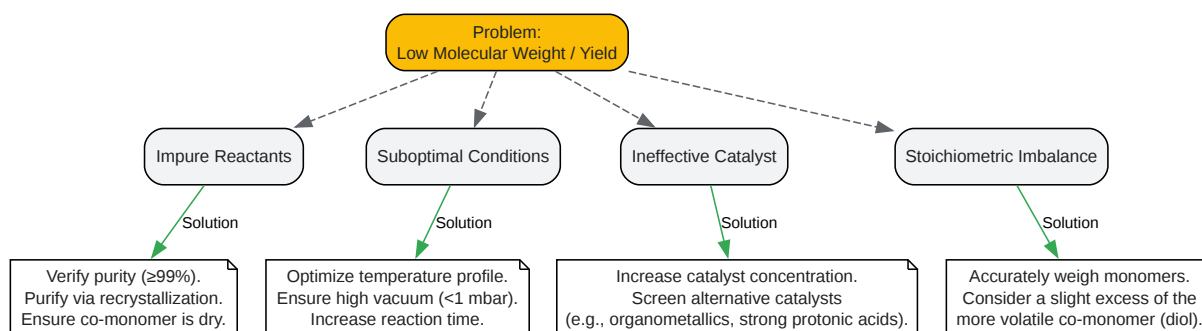 Problem:
Low Molecular Weight / Yield
Impure Reactants
Suboptimal Conditions
Ineffective Catalyst
Stoichiometric Imbalance
Solution
Solution
Solution
Solution
Verify purity (≥99%).
Purify via recrystallization.
Ensure co-monomer is dry.
Optimize temperature profile.
Ensure high vacuum (<1 mbar).
Increase reaction time.
Increase catalyst concentration.
Screen alternative catalysts
(e.g., organometallics, strong protonic acids).
Accurately weigh monomers.
Consider a slight excess of the
more volatile co-monomer (diol).